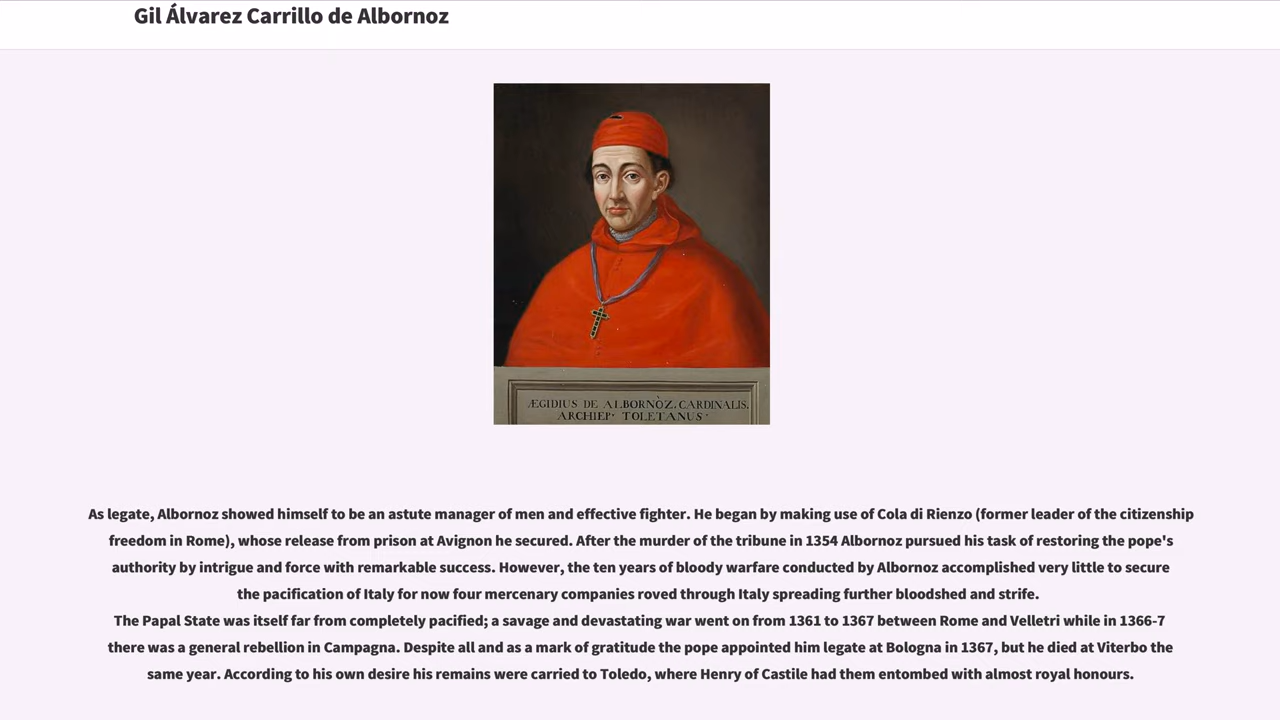 Gil Álvarez Carrillo de Albornoz
ÆGIDIUS DE ALBORNÒZ. CARDINALIS.
ARCHIEP· TOLETANUS·
As legate, Albornoz showed himself to be an astute manager of men and effective fighter. He began by making use of Cola di Rienzo (former leader of the citizenship
freedom in Rome), whose release from prison at Avignon he secured. After the murder of the tribune in 1354 Albornoz pursued his task of restoring the pope's
authority by intrigue and force with remarkable success. However, the ten years of bloody warfare conducted by Albornoz accomplished very little to secure
the pacification of Italy for now four mercenary companies roved through Italy spreading further bloodshed and strife.
The Papal State was itself far from completely pacified; a savage and devastating war went on from 1361 to 1367 between Rome and Velletri while in 1366-7
there was a general rebellion in Campagna. Despite all and as a mark of gratitude the pope appointed him legate at Bologna in 1367, but he died at Viterbo the
same year. According to his own desire his remains were carried to Toledo, where Henry of Castile had them entombed with almost royal honours.